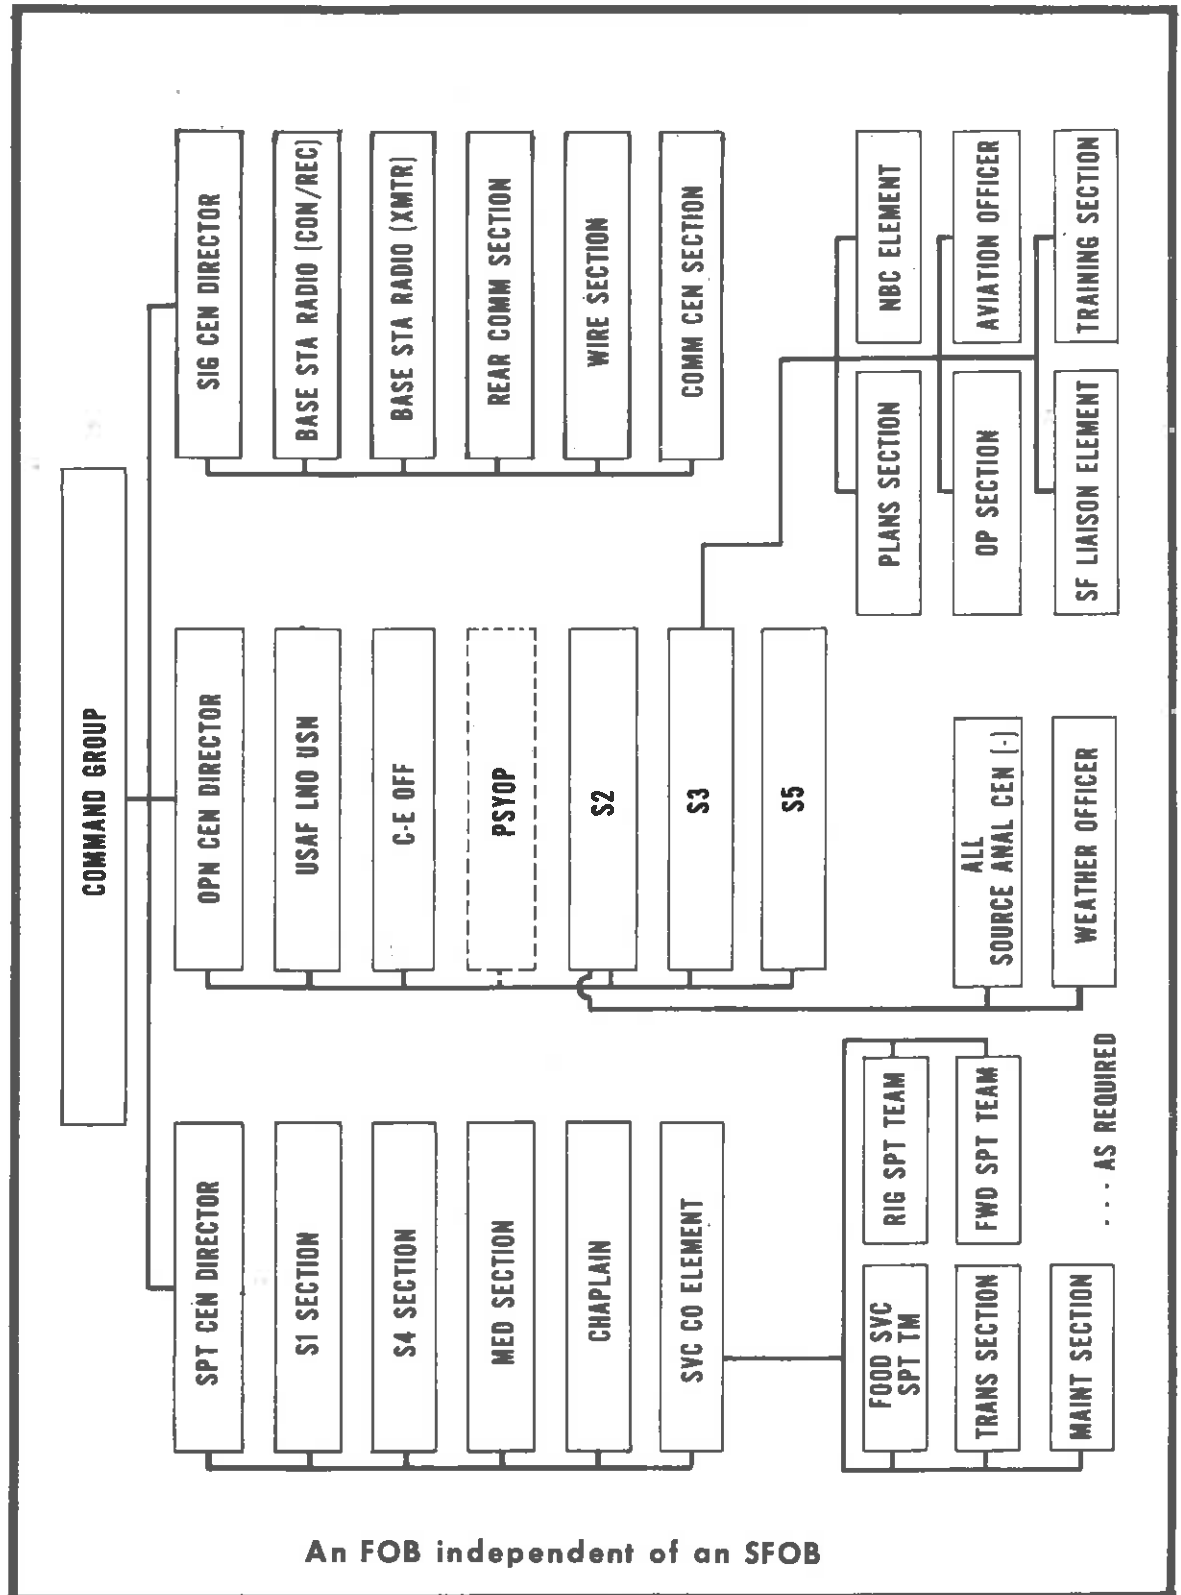 COMMAND GROUP
SPT CEN DIRECTOR
S1 SECTION
S4 SECTION
MED SECTION
CHAPLAIN
SVC CO ELEMENT
FOOD SVC
SPT TM
TRANS SECTION
MAINT SECTION
RIG SPT TEAM
FWD SPT TEAM
OPN CEN DIRECTOR
USAF LNO USN
C-E OFF
PSYOP
S2
S3
S5
ALL
SOURCE ANAL CEN (-)
WEATHER OFFICER
SIG CEN DIRECTOR
BASE STA RADIO (CON/REC)
BASE STA RADIO (XMTR)
REAR COMM SECTION
WIRE SECTION
COMM CEN SECTION
PLANS SECTION
OP SECTION
SF LIAISON ELEMENT
NBC ELEMENT
AVIATION OFFICER
TRAINING SECTION
---- AS REQUIRED
An FOB independent of an SFOB